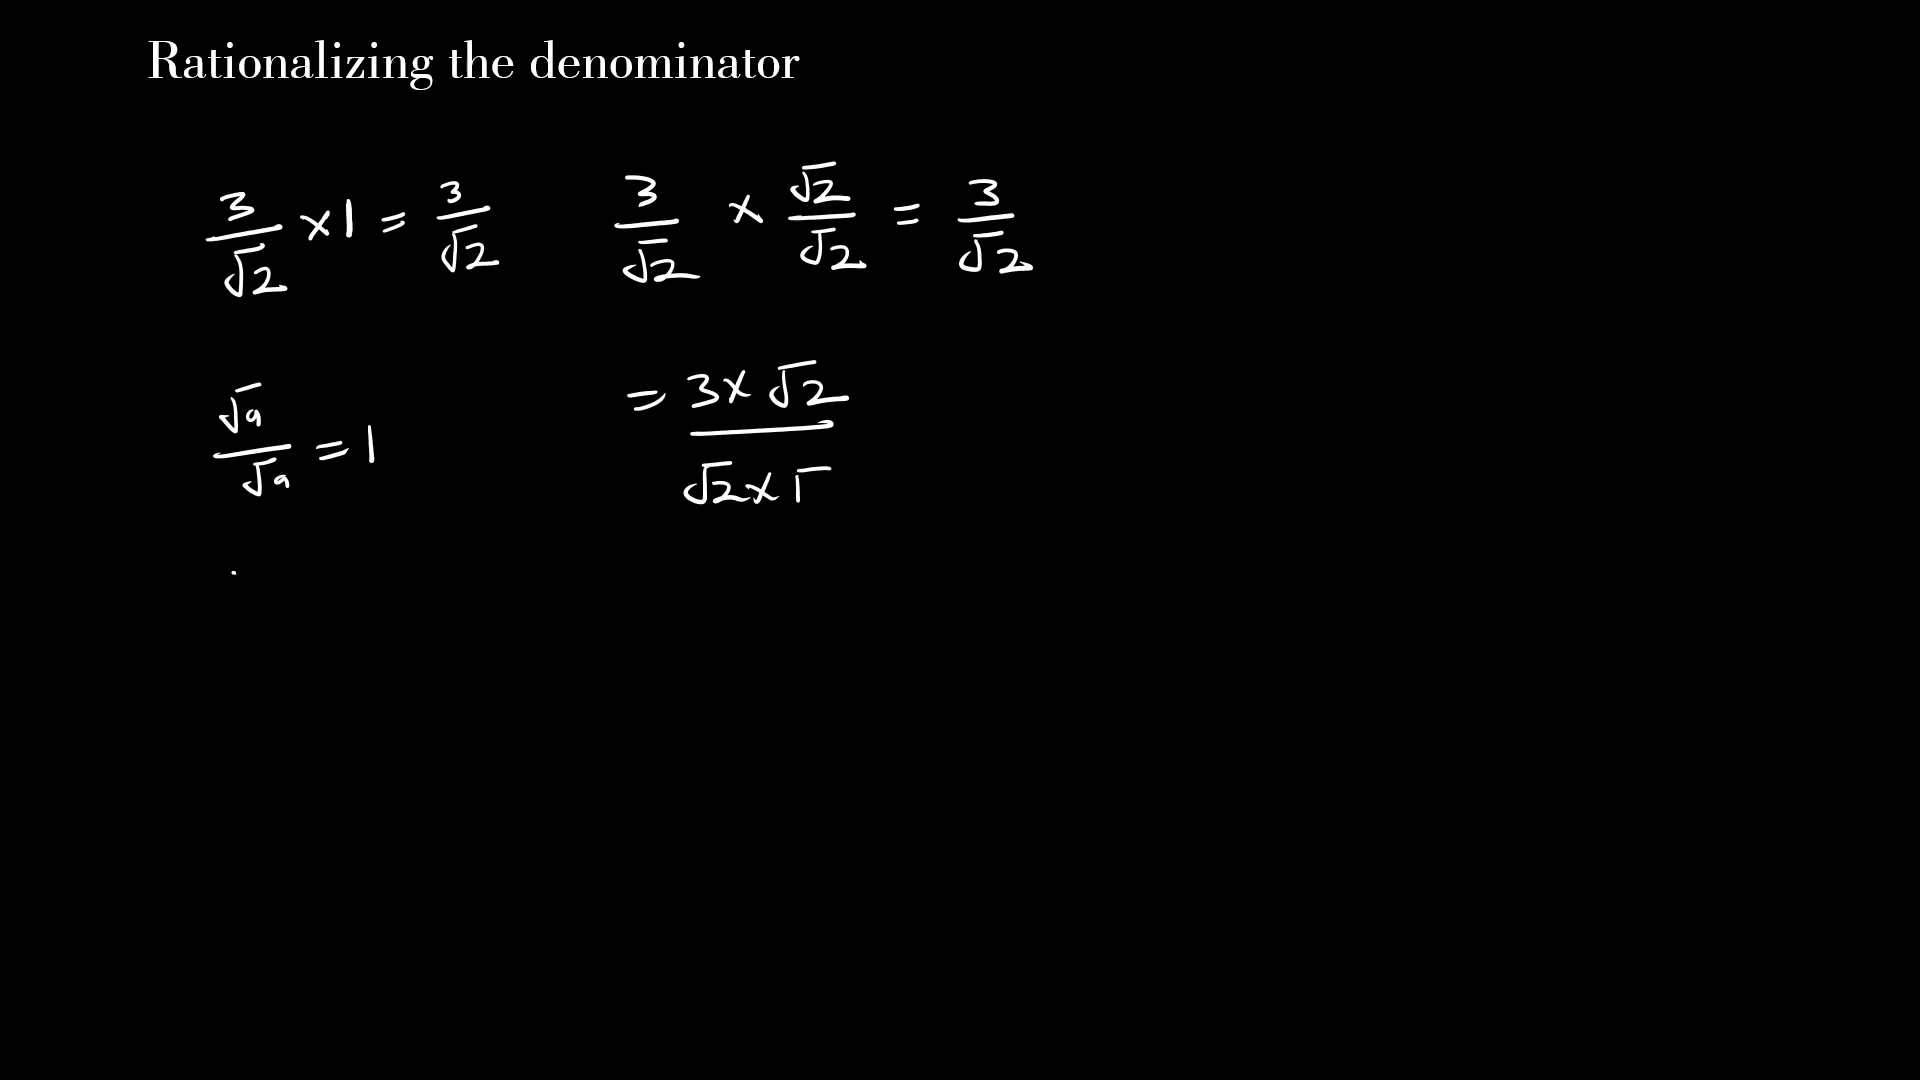 Rationalizing the denominator
3/√2 × 1 = 3/√2
3/√2 × √2/√2 = 3/√2
√a/√a = 1
= 3 × √2 / √2 × √